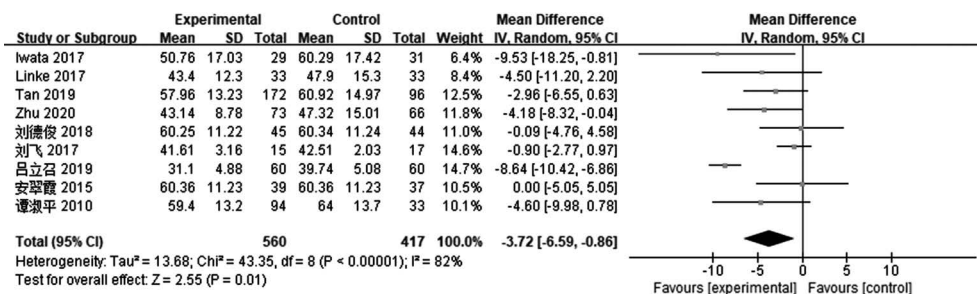 Experimental Control Mean Difference Mean Difference
Study or Subgroup Mean SD Total Mean SD Total Weight IV, Random, 95% CI IV, Random, 95% CI
Iwata 2017 50.76 17.03 29 60.29 17.42 31 6.4% -9.53 [-18.25, -0.81]
Linke 2017 43.4 12.3 33 47.9 15.3 33 8.7% -4.50 [-11.20, 2.20]
Tan 2019 57.96 13.23 172 60.92 14.97 96 12.5% -2.96 [-6.55, 0.63]
Zhu 2020 43.14 8.78 73 47.32 15.01 66 11.8% -4.18 [-8.32, -0.04]
刘德俊 2018 60.25 11.22 45 60.34 11.24 44 11.1% -0.09 [-4.76, 4.58]
刘飞 2017 41.61 3.16 15 42.51 2.03 17 14.4% -0.90 [-2.77, 0.97]
吕立召 2019 31.1 4.88 60 39.74 5.08 60 14.5% -8.64 [-10.42, -6.86]
安翠霞 2015 60.36 11.23 39 60.36 11.23 37 10.7% 0.00 [-5.05, 5.05]
谭淑平 2010 59.4 13.2 94 64 13.7 33 10.1% -4.60 [-9.98, 0.78]
Total (95% CI) 560 417 100.0% -3.72 [-6.59, -0.86]
Heterogeneity: Tau² = 13.68; Chi² = 43.35, df = 8 (P < 0.00001); I² = 82%
Test for overall effect: Z = 2.55 (P = 0.01)
-10 -5 0 5 10
Favours [experimental] Favours [control]